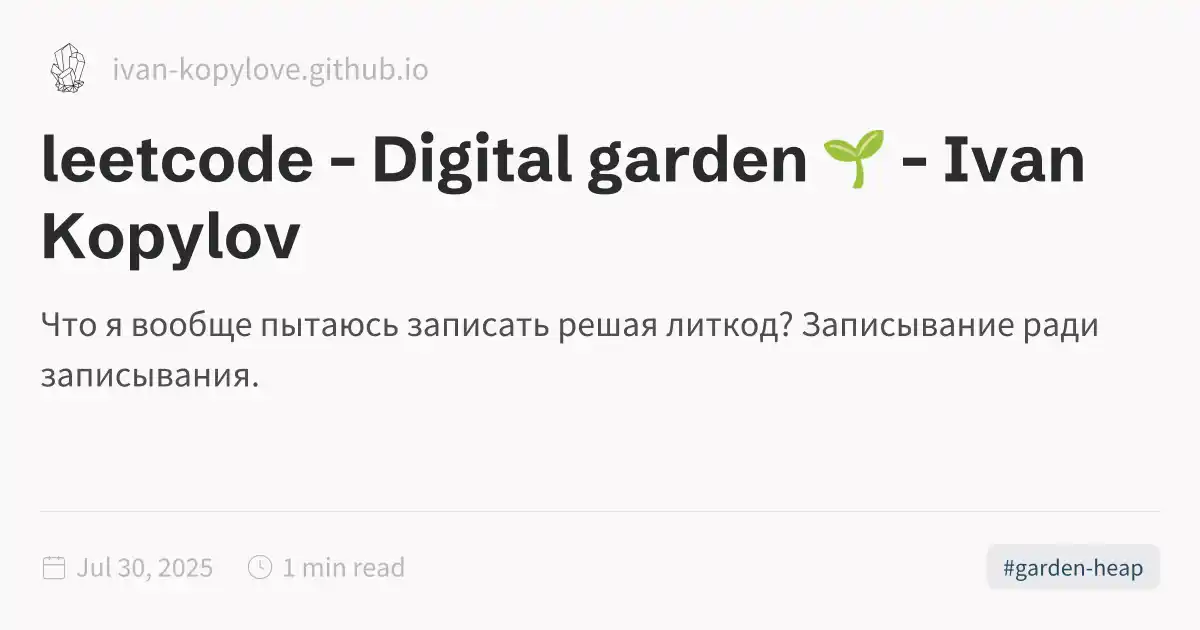 ivan-kopylove.github.io
leetcode - Digital garden 🌱 - Ivan
Kopylov
Что я вообще пытаюсь записать решая литкод? Записывание ради
записывания.
Jul 30, 2025 1 min read #garden-heap